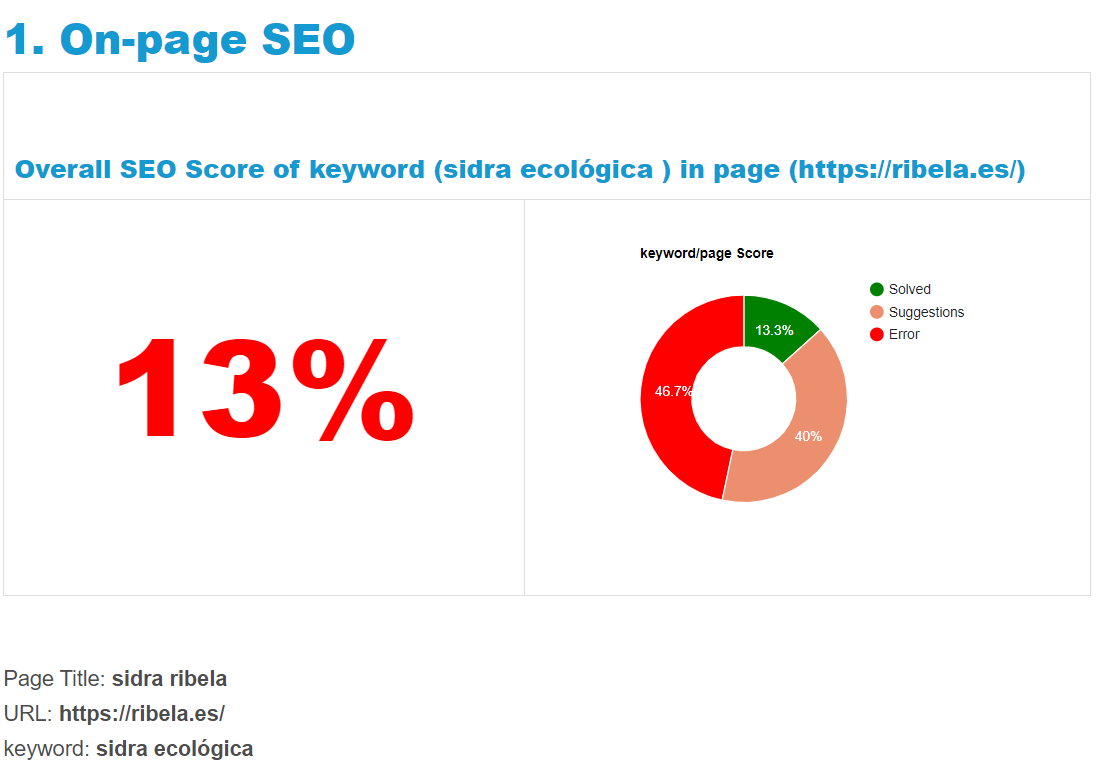 1. On-page SEO
Overall SEO Score of keyword (sidra ecológica ) in page (https://ribela.es/)
13%
keyword/page Score
Solved
Suggestions
Error
13.3%
46.7%
40%
Page Title: sidra ribela
URL: https://ribela.es/
keyword: sidra ecológica